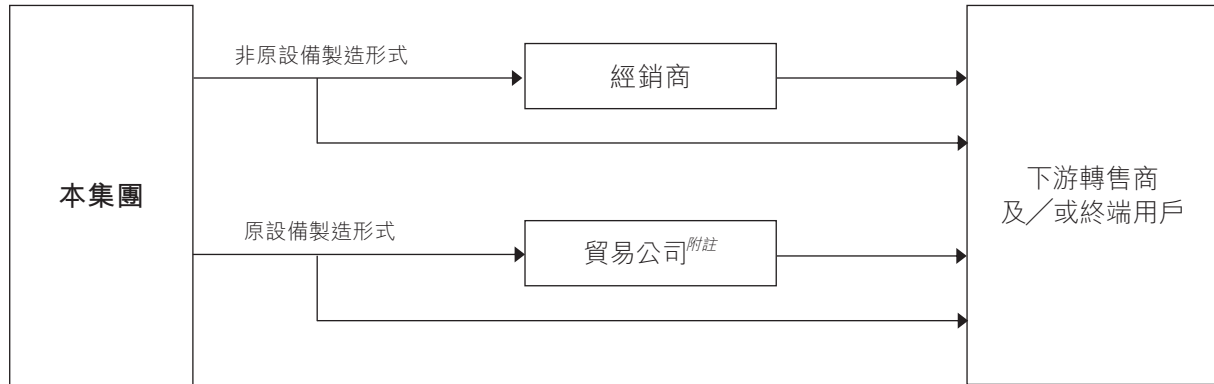 非原設備製造形式
經銷商
本集團
下游轉售商
及╱或終端用戶
原設備製造形式
貿易公司附註